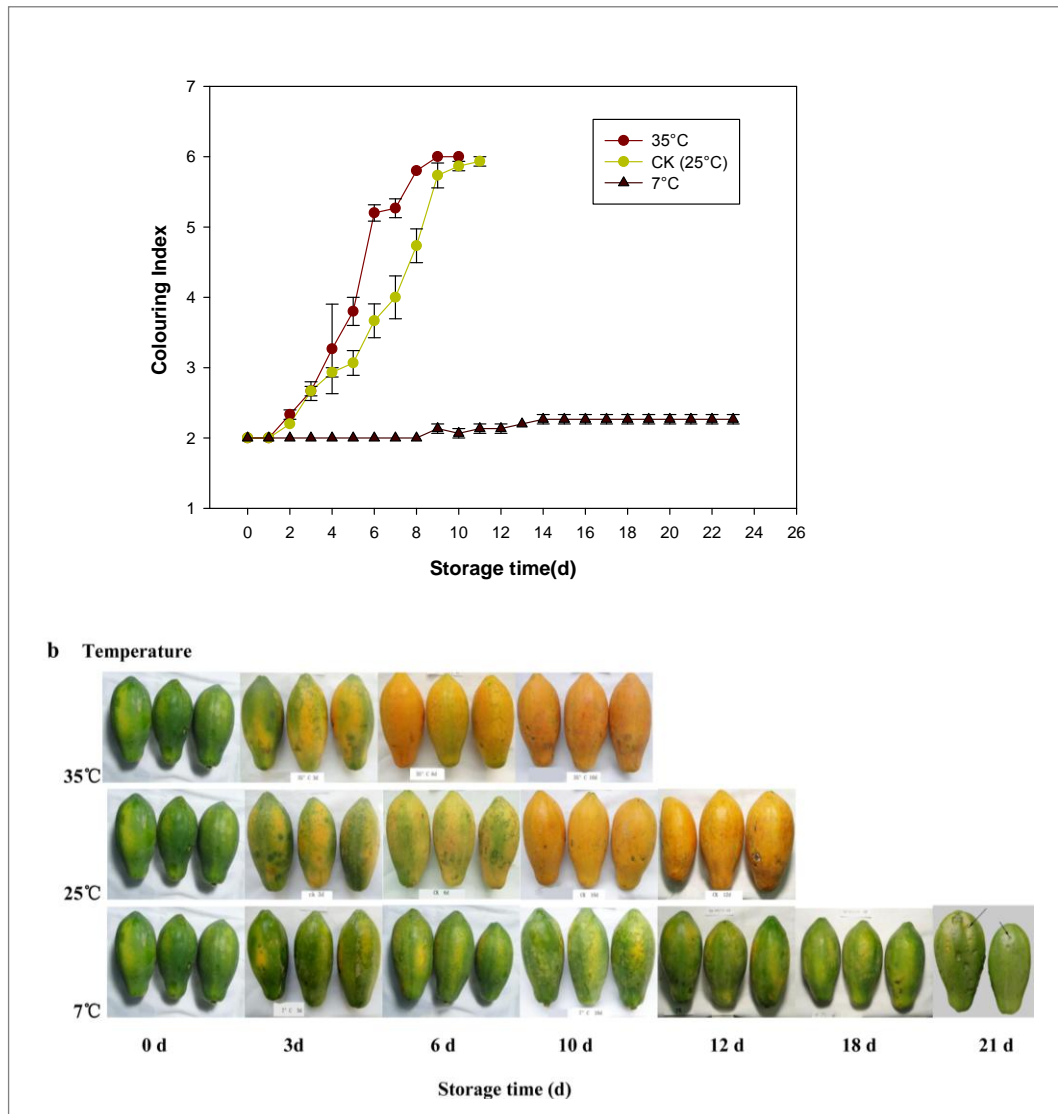 7
6
5
4
3
2
1
Colouring Index
35°C
CK (25°C)
7°C
0 2 4 6 8 10 12 14 16 18 20 22 24 26
Storage time(d)
b Temperature
35℃
25℃
7℃
0 d 3d 6 d 10 d 12 d 18 d 21 d
Storage time (d)